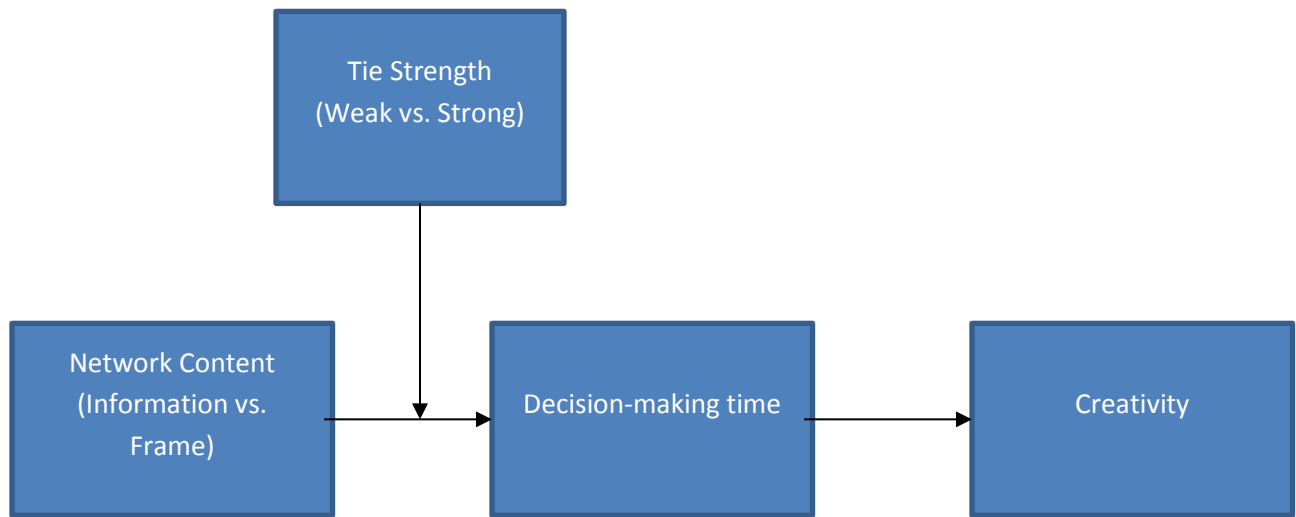 Tie Strength
(Weak vs. Strong)
Network Content
(Information vs.
Frame)
Decision-making time
Creativity